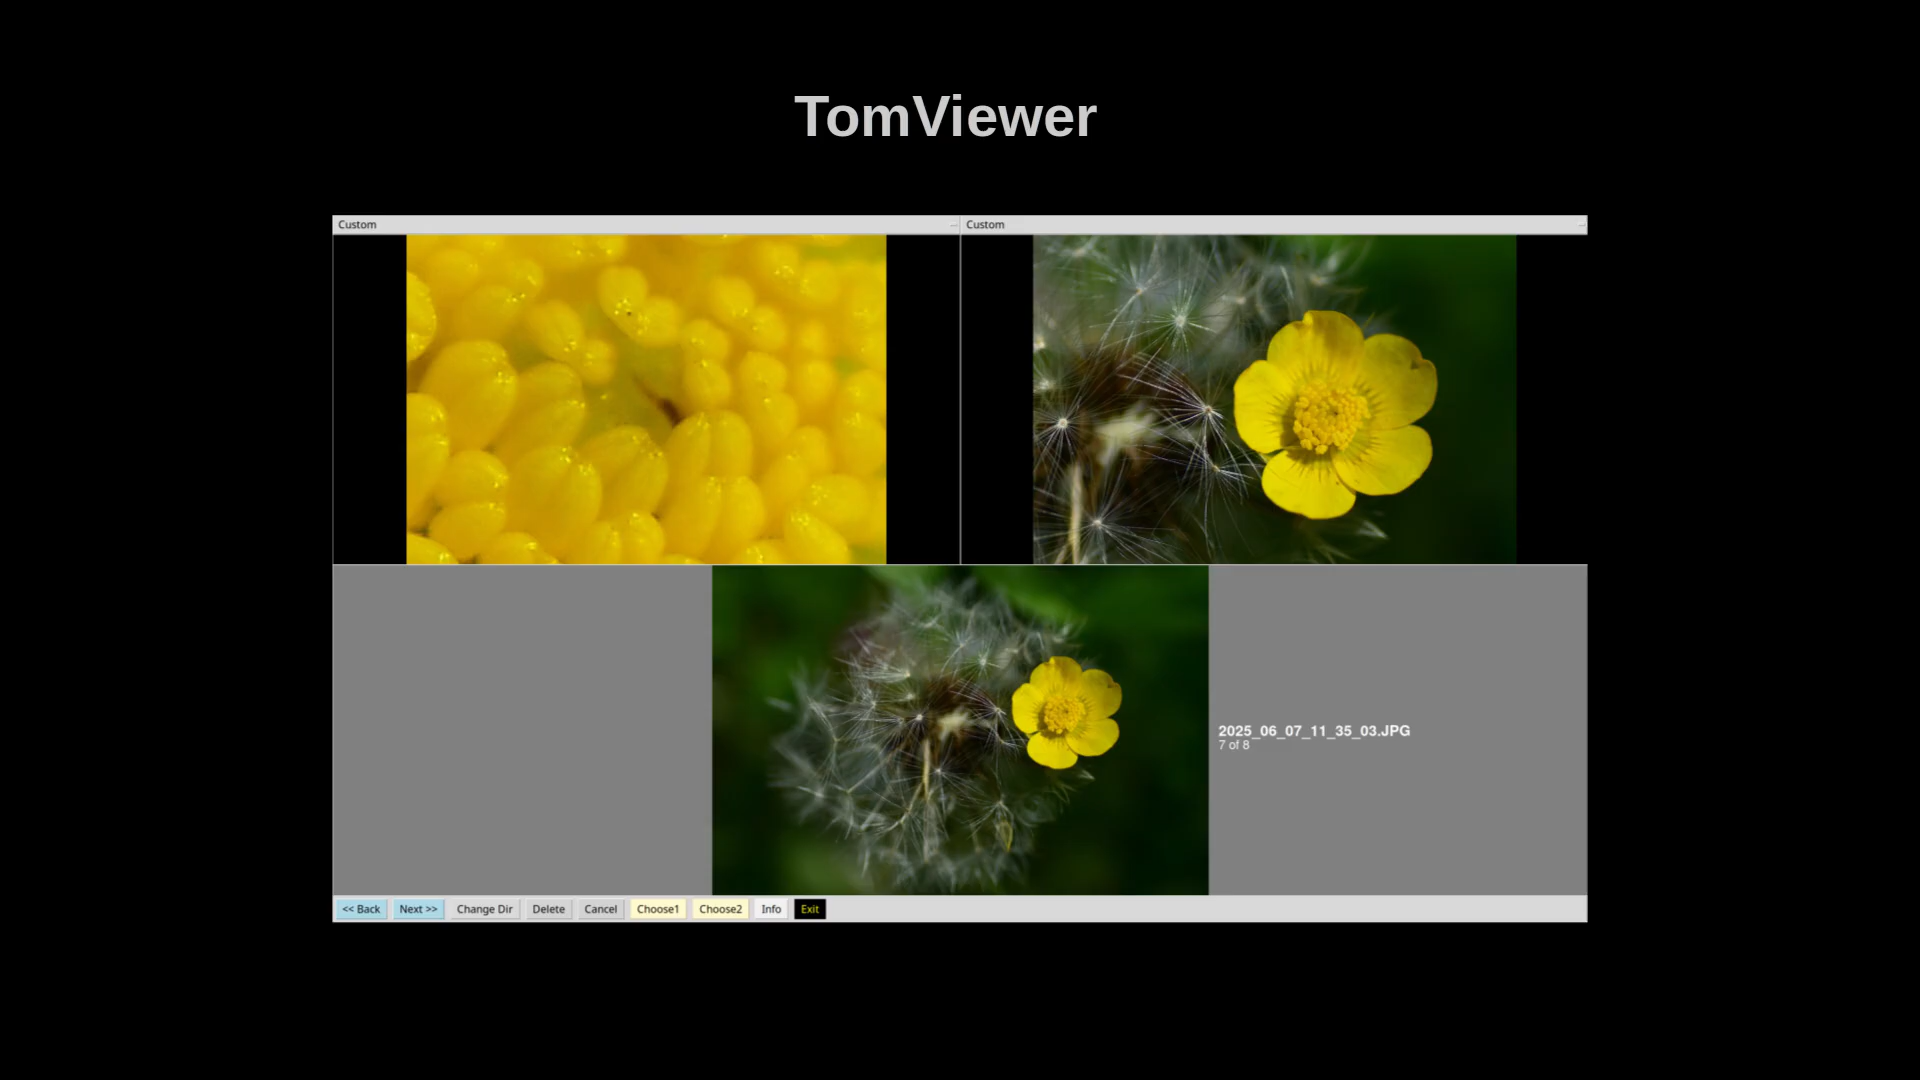 TomViewer
Custom
Custom
2025_06_07_11_35_03.JPG
7 of 8
<< Back Next >> Change Dir Delete Cancel Choose1 Choose2 Info Exit